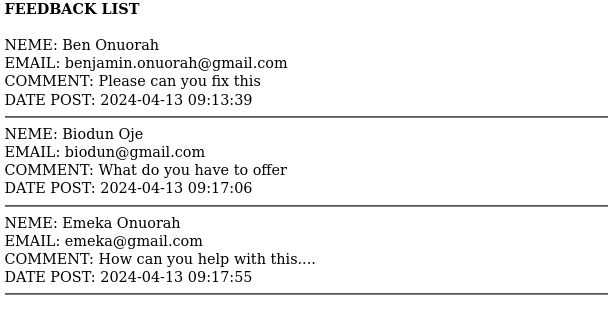 FEEDBACK LIST
NEME: Ben Onuorah
EMAIL: benjamin.onuorah@gmail.com
COMMENT: Please can you fix this
DATE POST: 2024-04-13 09:13:39
NEME: Biodun Oje
EMAIL: biodun@gmail.com
COMMENT: What do you have to offer
DATE POST: 2024-04-13 09:17:06
NEME: Emeka Onuorah
EMAIL: emeka@gmail.com
COMMENT: How can you help with this....
DATE POST: 2024-04-13 09:17:55